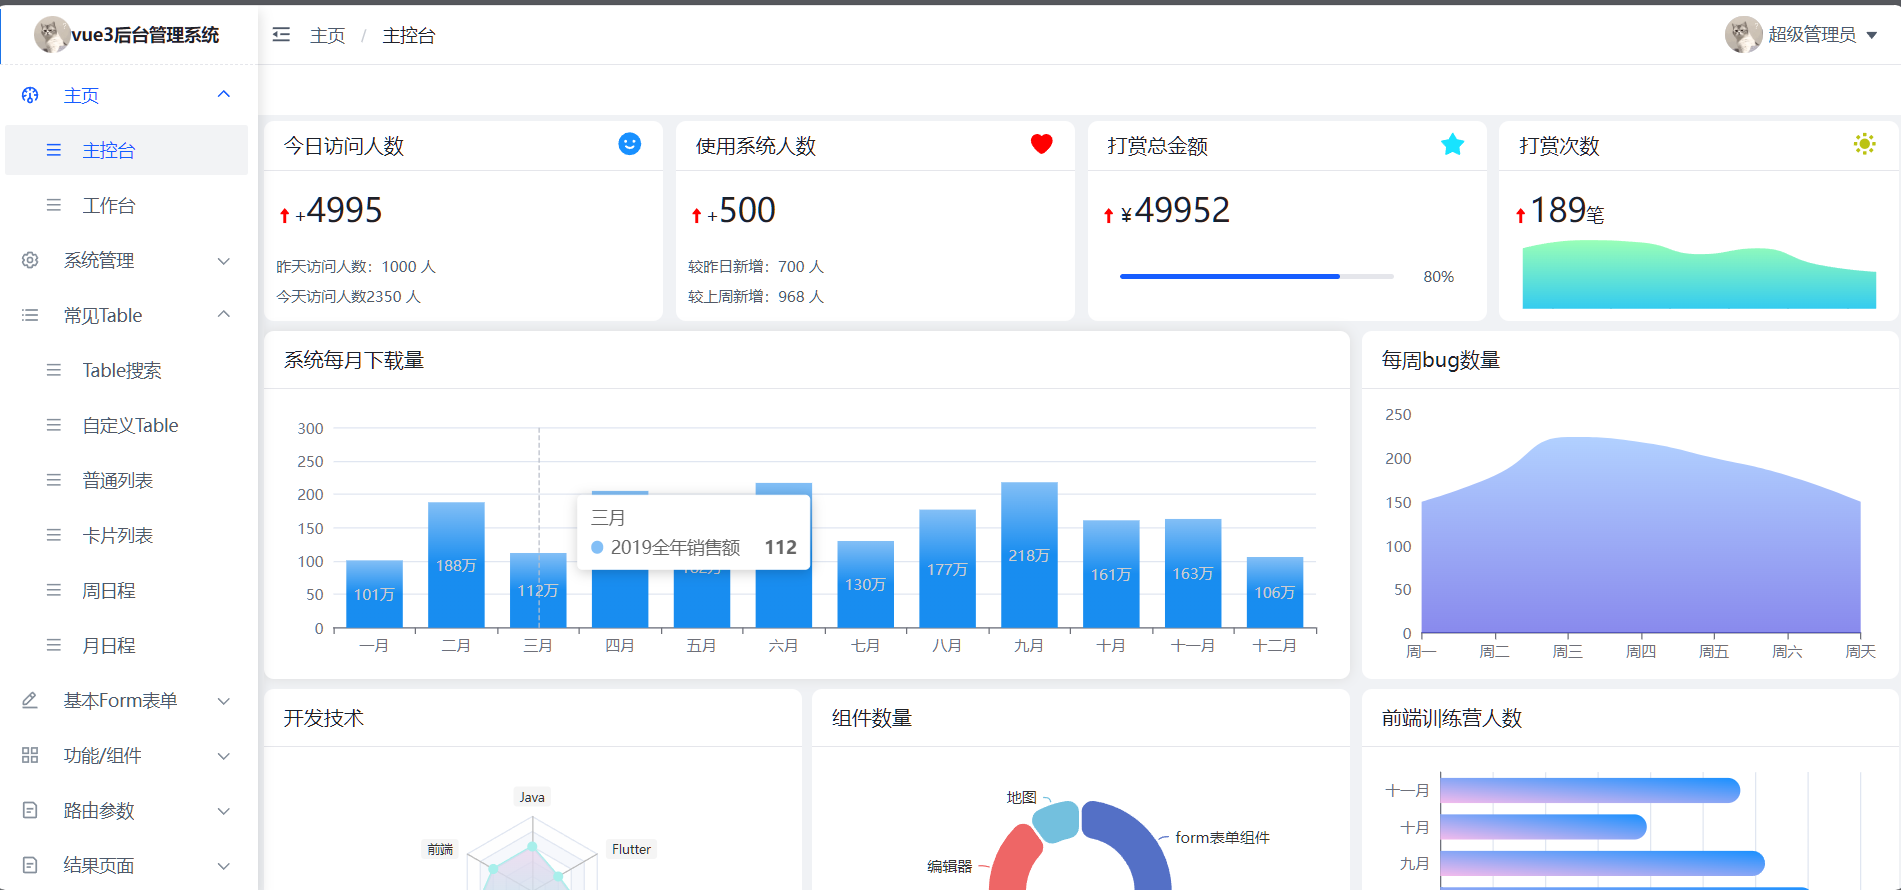 vue3后台管理系统
主页 / 主控台
超级管理员
主页
主控台
工作台
系统管理
常见Table
Table搜索
自定义Table
普通列表
卡片列表
周日程
月日程
基本Form表单
功能/组件
路由参数
结果页面
今日访问人数
+4995
昨天访问人数：1000 人
今天访问人数2350 人
使用系统人数
+500
较昨日新增：700 人
较上周新增：968 人
打赏总金额
¥49952
80%
打赏次数
189笔
系统每月下载量
300
250
200
150
100
50
0
101万
188万
112万
130万
177万
218万
161万
163万
106万
三月
2019全年销售额 112
一月 二月 三月 四月 五月 六月 七月 八月 九月 十月 十一月 十二月
每周bug数量
250
200
150
100
50
0
周一 周二 周三 周四 周五 周六 周天
开发技术
Java
前端
Flutter
组件数量
地图
form表单组件
编辑器
前端训练营人数
十一月
十月
九月